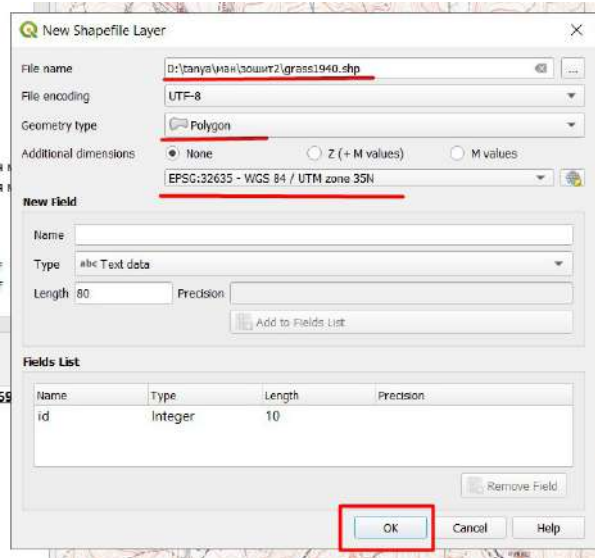 New Shapefile Layer
File name D:\tanya\ман\зошит2\grass1940.shp ...
File encoding UTF-8
Geometry type Polygon
Additional dimensions None Z (+ M values) M values
EPSG:32635 - WGS 84 / UTM zone 35N
New Field
Name
Type abc Text data
Length 80 Precision
Add to Fields List
Fields List
Name Type Length Precision
id Integer 10
Remove Field
OK Cancel Help